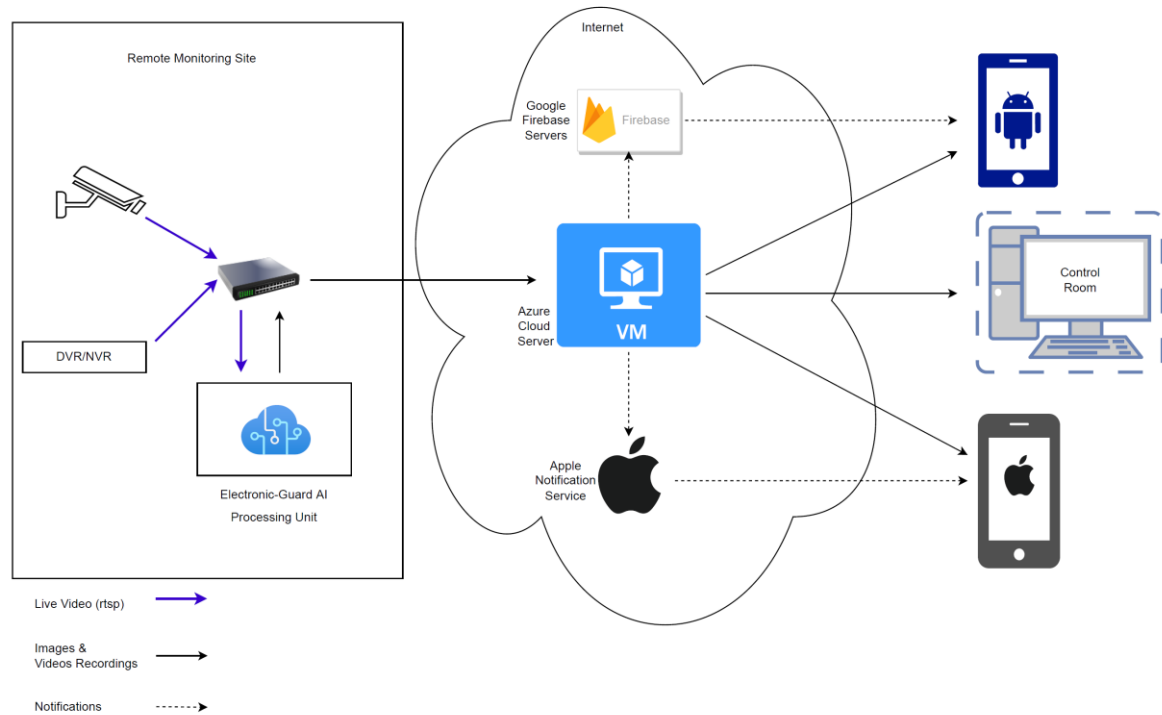 Internet
Remote Monitoring Site
Google
Firebase
Servers
Firebase
Azure
Cloud
Server
VM
Control
Room
DVR/NVR
Electronic-Guard AI
Processing Unit
Apple
Notification
Service
Live Video (rtsp)
Images &
Videos Recordings
Notifications